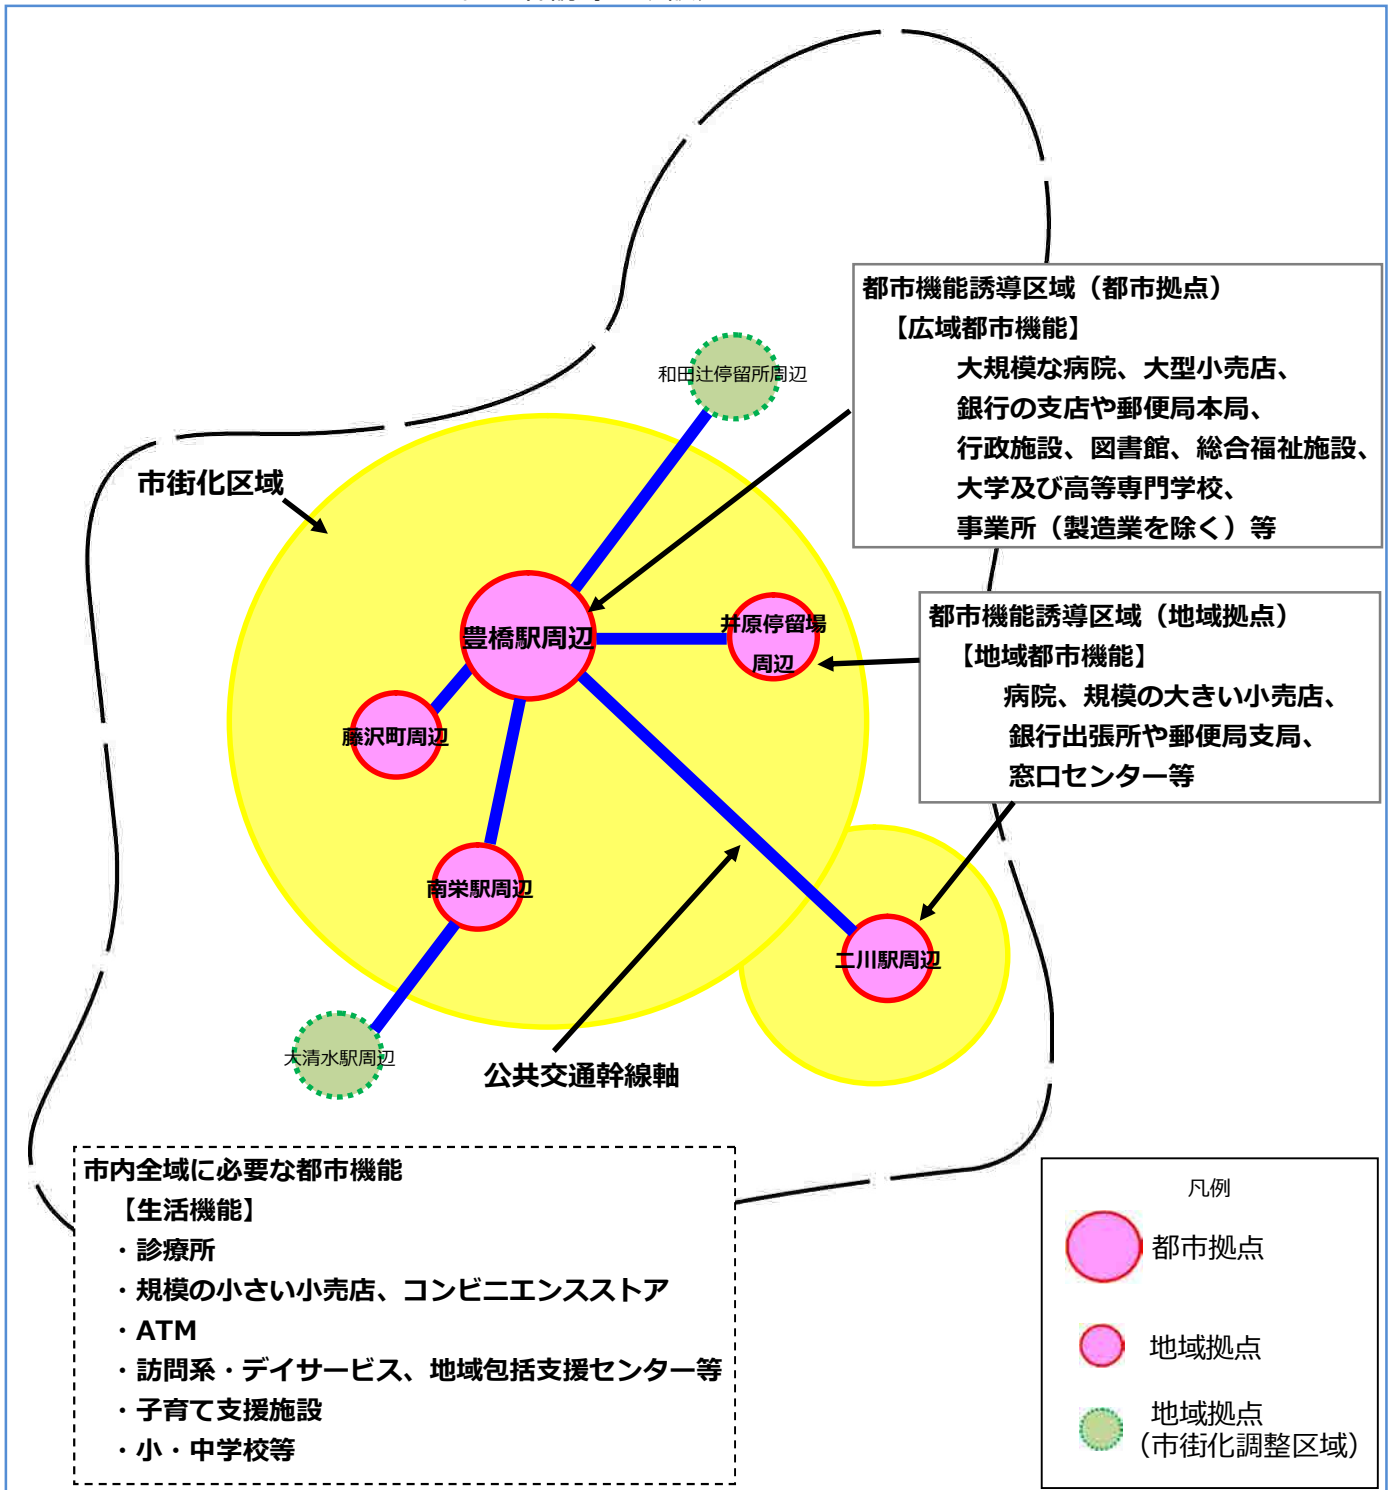 都市機能誘導区域（都市拠点）
【広域都市機能】
大規模な病院、大型小売店、
銀行の支店や郵便局本局、
行政施設、図書館、総合福祉施設、
大学及び高等専門学校、
事業所（製造業を除く）等
和田辻停留所周辺
市街化区域
豊橋駅周辺
井原停留場
周辺
都市機能誘導区域（地域拠点）
【地域都市機能】
病院、規模の大きい小売店、
銀行出張所や郵便局支局、
窓口センター等
藤沢町周辺
南栄駅周辺
二川駅周辺
大清水駅周辺
公共交通幹線軸
市内全域に必要な都市機能
【生活機能】
・診療所
・規模の小さい小売店、コンビニエンスストア
・ATM
・訪問系・デイサービス、地域包括支援センター等
・子育て支援施設
・小・中学校等
凡例
都市拠点
地域拠点
地域拠点
（市街化調整区域）